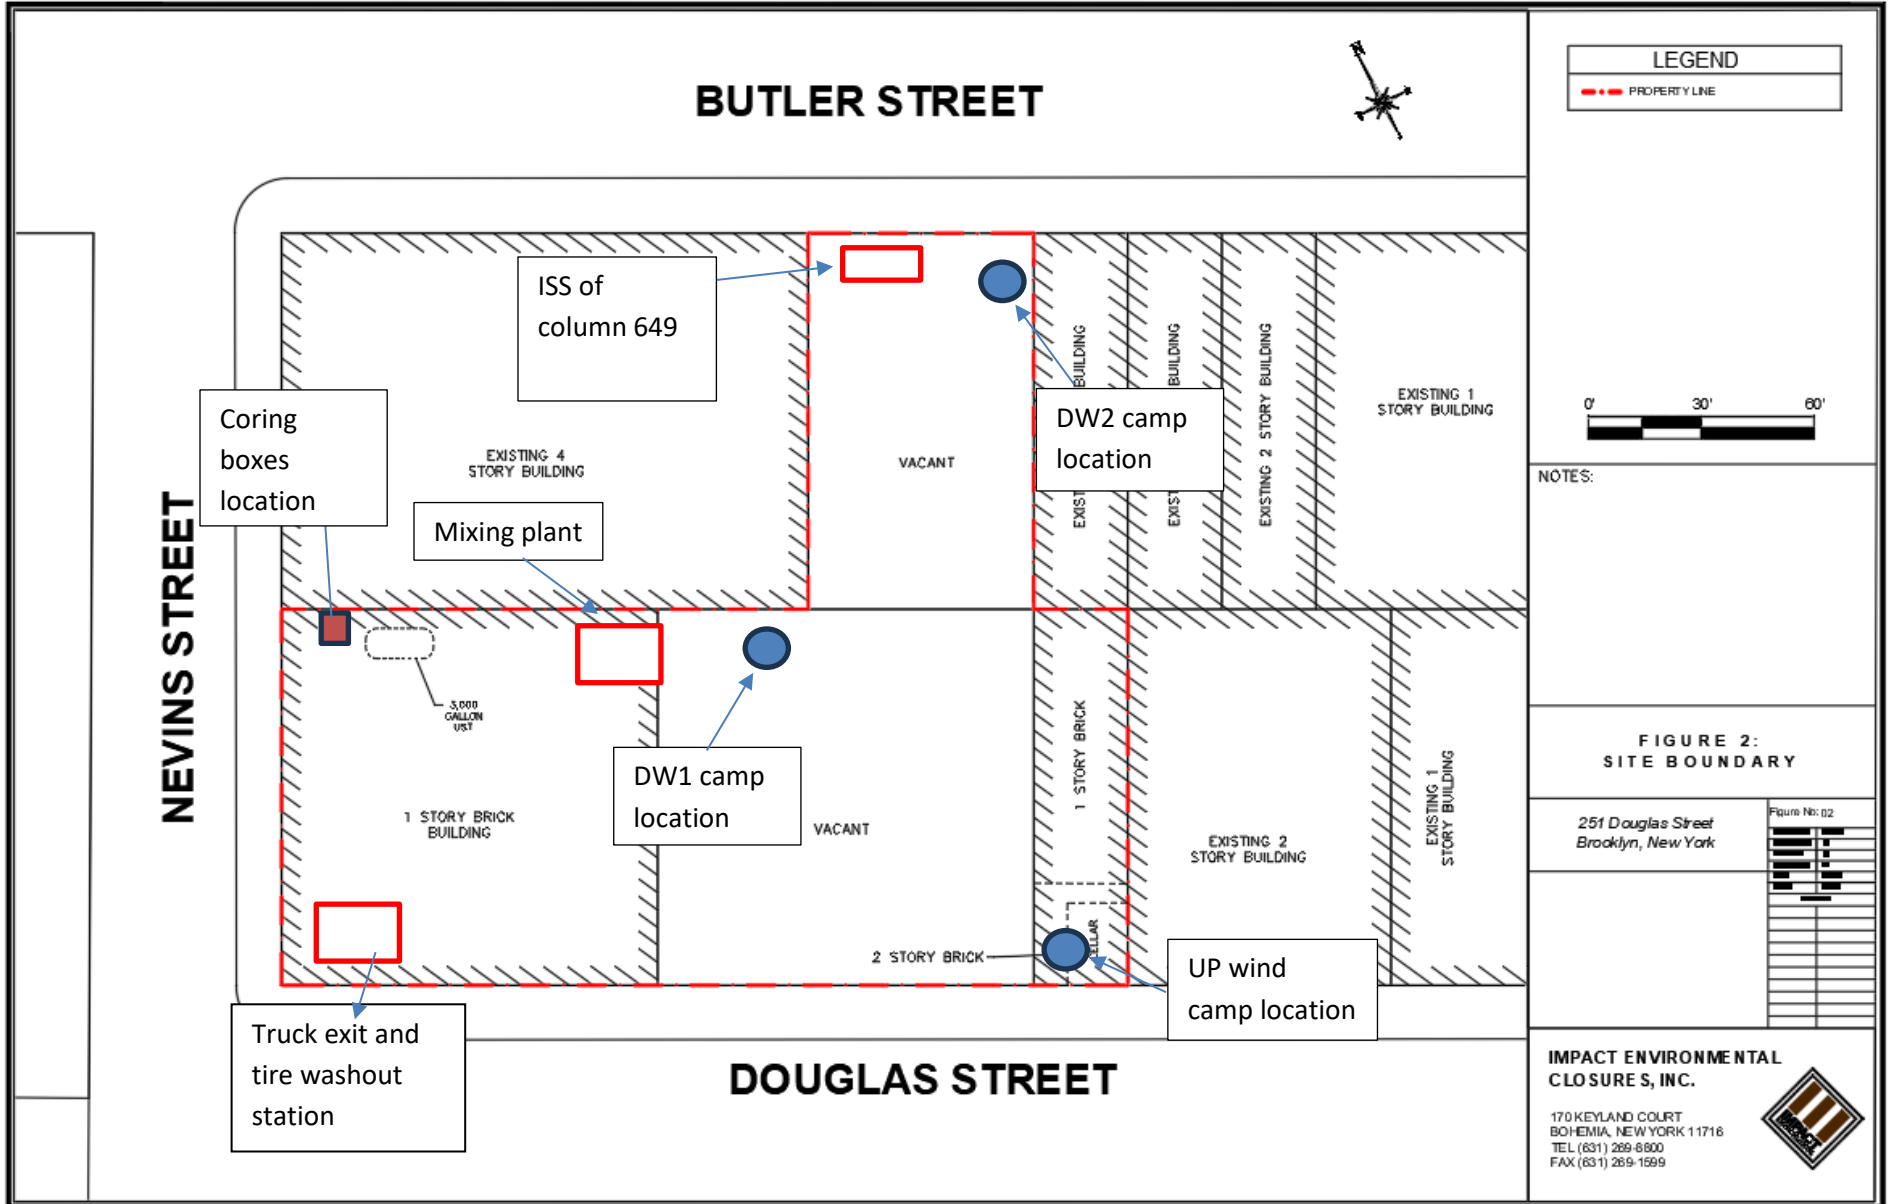 BUTLER STREET
N
LEGEND
PROPERTY LINE
ISS of
column 649
Coring
boxes
location
EXISTING 4
STORY BUILDING
Mixing plant
VACANT
DW2 camp
location
BUILDING
BUILDING
EXISTING 2 STORY BUILDING
EXISTING 1
STORY BUILDING
0' 30' 60'
NOTES:
NEVINS STREET
GALLON
UST
DW1 camp
location
1 STORY BRICK
BUILDING
VACANT
1 STORY BRICK
EXISTING 2
STORY BUILDING
EXISTING 1
STORY BUILDING
2 STORY BRICK
UP wind
camp location
Truck exit and
tire washout
station
DOUGLAS STREET
FIGURE 2:
SITE BOUNDARY
251 Douglas Street
Brooklyn, New York
Figure No: 02
IMPACT ENVIRONMENTAL
CLOSURES, INC.
170 KEYLAND COURT
BOHEMIA, NEW YORK 11716
TEL (631) 269-8800
FAX (631) 269-1599
IMPACT